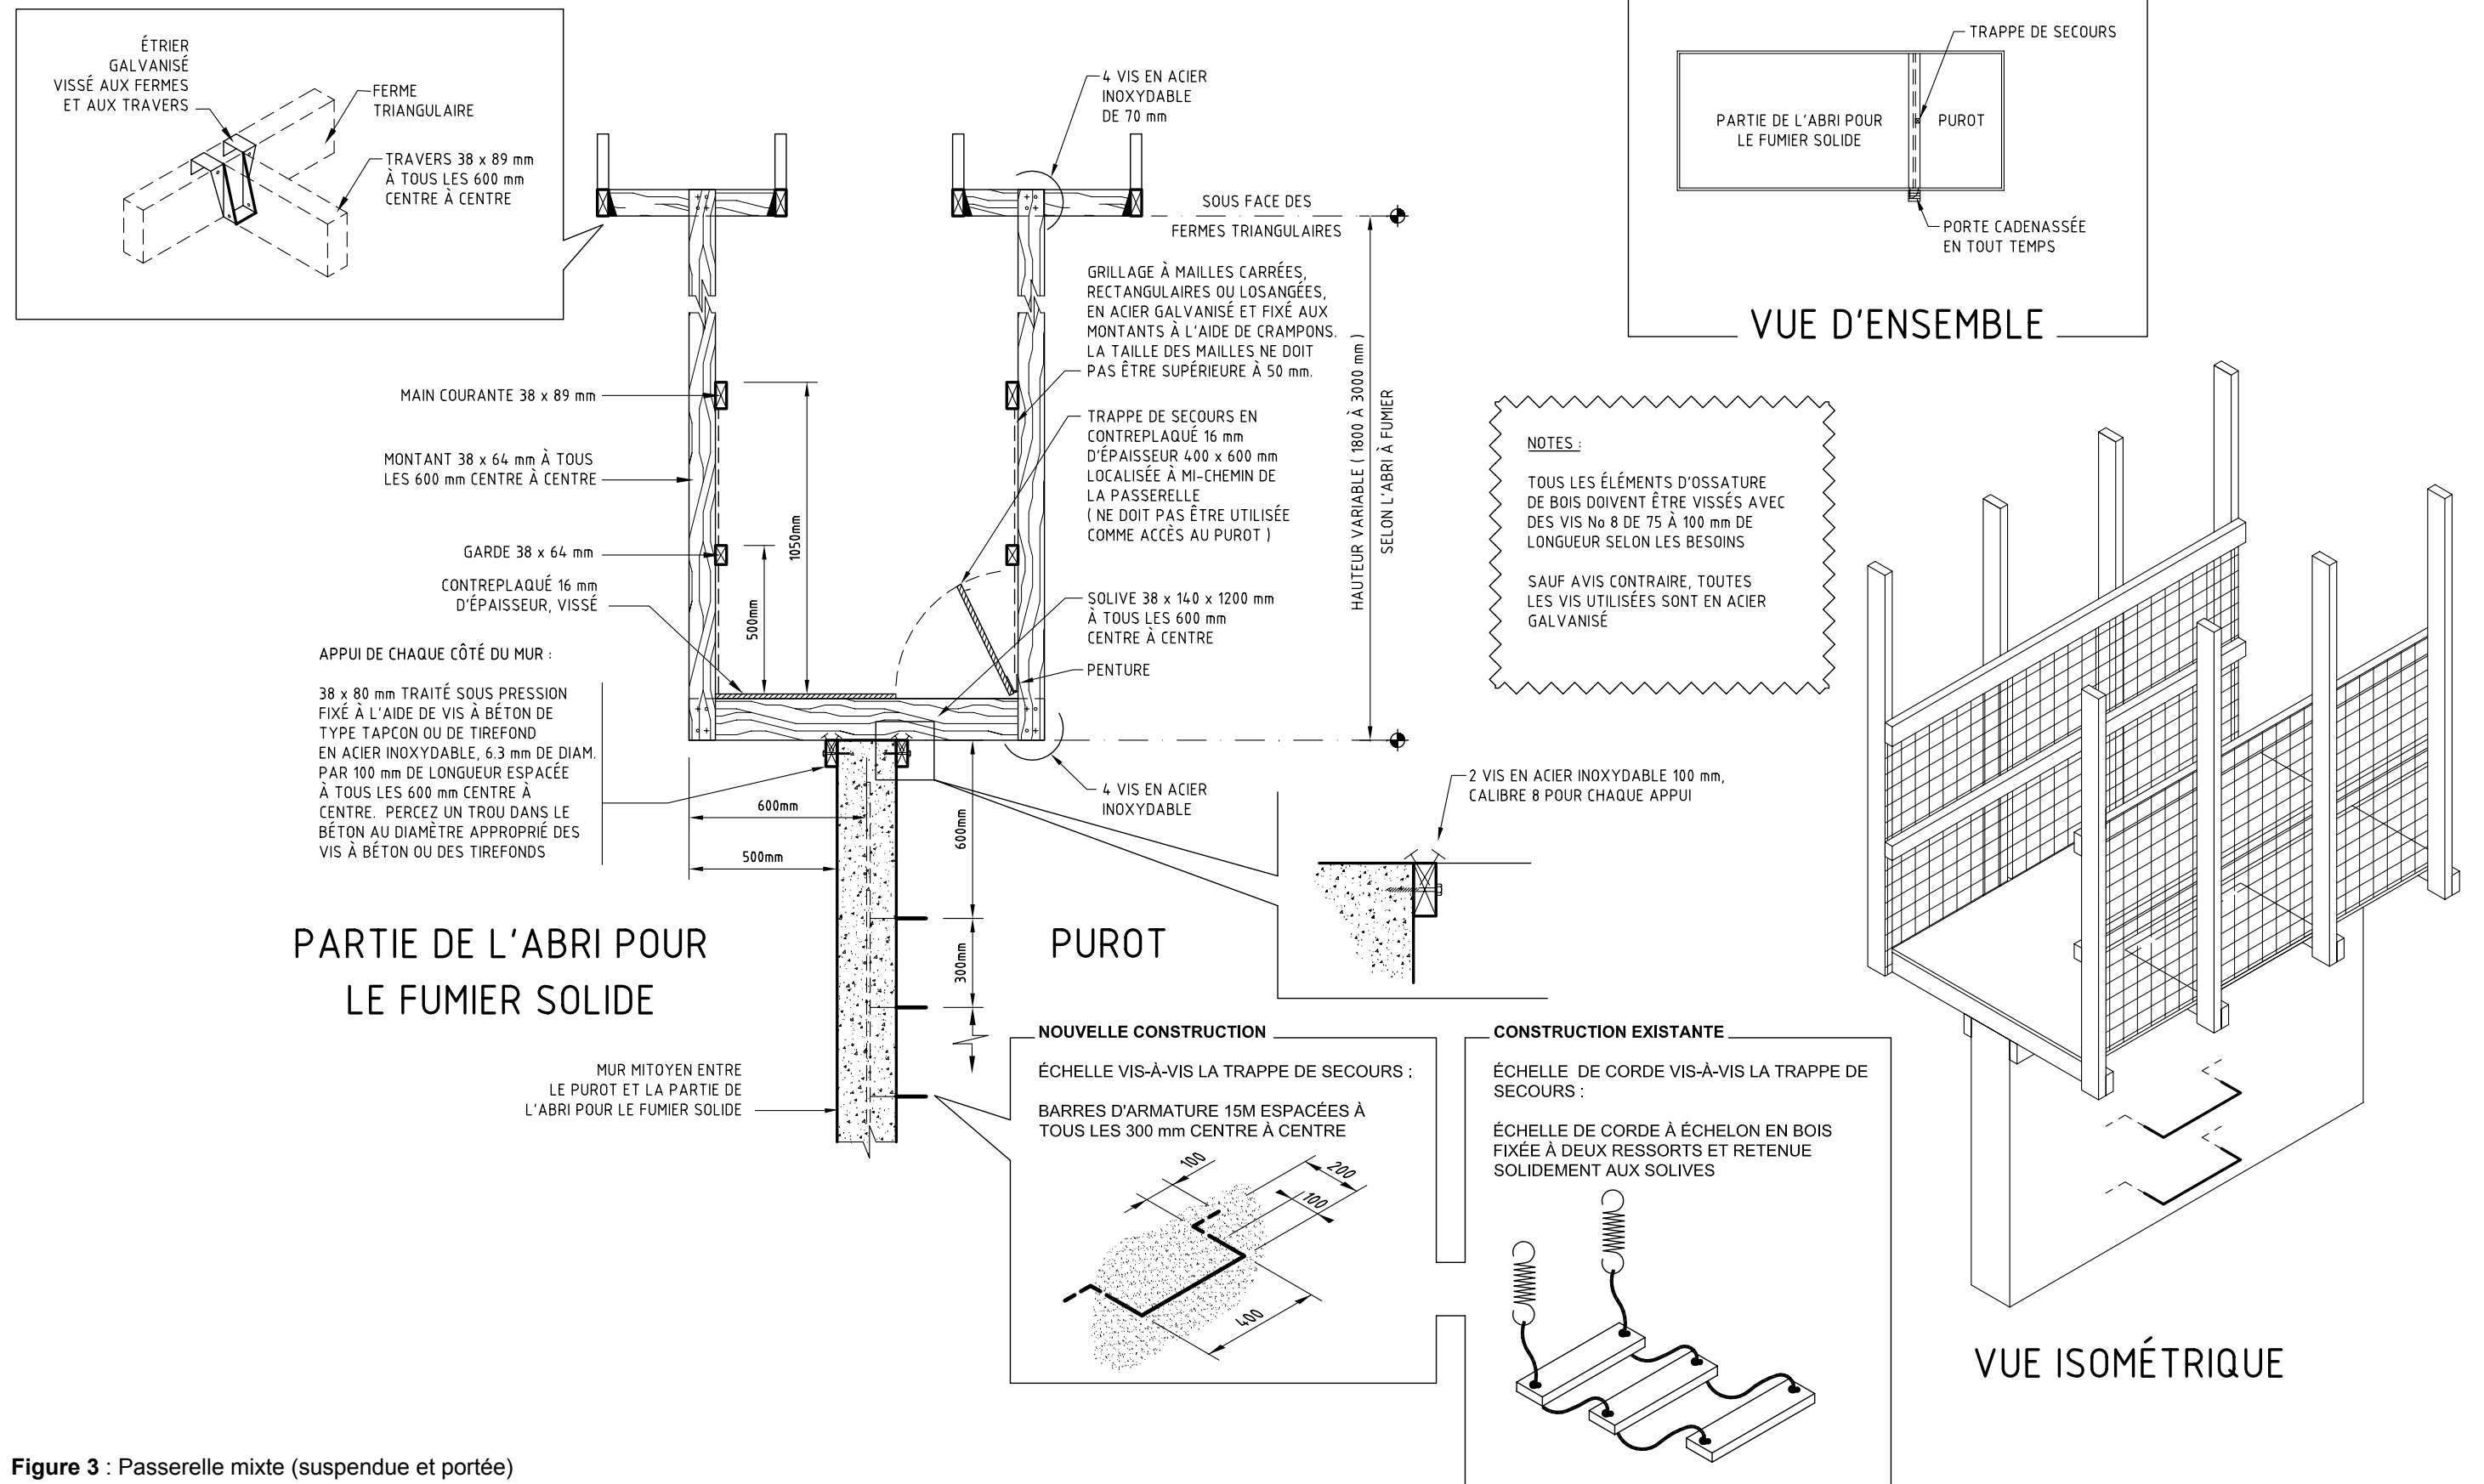 ÉTRIER
GALVANISÉ
VISSÉ AUX FERMES
ET AUX TRAVERS
FERME
TRIANGULAIRE
TRAVERS 38 x 89 mm
À TOUS LES 600 mm
CENTRE À CENTRE
4 VIS EN ACIER
INOXYDABLE
DE 70 mm
SOUS FACE DES
FERMES TRIANGULAIRES
GRILLAGE À MAILLES CARRÉES,
RECTANGULAIRES OU LOSANGÉES,
EN ACIER GALVANISÉ ET FIXÉ AUX
MONTANTS À L'AIDE DE CRAMPONS.
LA TAILLE DES MAILLES NE DOIT
PAS ÊTRE SUPÉRIEURE À 50 mm.
TRAPPE DE SECOURS EN
CONTREPLAQUÉ 16 mm
D'ÉPAISSEUR 400 x 600 mm
LOCALISÉE À MI-CHEMIN DE
LA PASSERELLE
( NE DOIT PAS ÊTRE UTILISÉE
COMME ACCÈS AU PUROT )
SOLIVE 38 x 140 x 1200 mm
À TOUS LES 600 mm
CENTRE À CENTRE
PENTURE
4 VIS EN ACIER
INOXYDABLE
HAUTEUR VARIABLE ( 1800 À 3000 mm )
SELON L'ABRI À FUMIER
MAIN COURANTE 38 x 89 mm
MONTANT 38 x 64 mm À TOUS
LES 600 mm CENTRE À CENTRE
GARDE 38 x 64 mm
CONTREPLAQUÉ 16 mm
D'ÉPAISSEUR, VISSÉ
1050mm
500mm
APPUI DE CHAQUE CÔTÉ DU MUR :
38 x 80 mm TRAITÉ SOUS PRESSION
FIXÉ À L'AIDE DE VIS À BÉTON DE
TYPE TAPCON OU DE TIREFOND
EN ACIER INOXYDABLE, 6.3 mm DE DIAM.
PAR 100 mm DE LONGUEUR ESPACÉE
À TOUS LES 600 mm CENTRE À
CENTRE. PERCEZ UN TROU DANS LE
BÉTON AU DIAMÈTRE APPROPRIÉ DES
VIS À BÉTON OU DES TIREFONDS
600mm
500mm
600mm
300mm
PARTIE DE L'ABRI POUR
LE FUMIER SOLIDE
PUROT
MUR MITOYEN ENTRE
LE PUROT ET LA PARTIE DE
L'ABRI POUR LE FUMIER SOLIDE
2 VIS EN ACIER INOXYDABLE 100 mm,
CALIBRE 8 POUR CHAQUE APPUI
TRAPPE DE SECOURS
PARTIE DE L'ABRI POUR
LE FUMIER SOLIDE
PUROT
PORTE CADENASSÉE
EN TOUT TEMPS
VUE D'ENSEMBLE
NOTES :
TOUS LES ÉLÉMENTS D'OSSATURE
DE BOIS DOIVENT ÊTRE VISSÉS AVEC
DES VIS No 8 DE 75 À 100 mm DE
LONGUEUR SELON LES BESOINS
SAUF AVIS CONTRAIRE, TOUTES
LES VIS UTILISÉES SONT EN ACIER
GALVANISÉ
NOUVELLE CONSTRUCTION
ÉCHELLE VIS-À-VIS LA TRAPPE DE SECOURS :
BARRES D'ARMATURE 15M ESPACÉES À
TOUS LES 300 mm CENTRE À CENTRE
100
200
100
400
CONSTRUCTION EXISTANTE
ÉCHELLE DE CORDE VIS-À-VIS LA TRAPPE DE
SECOURS :
ÉCHELLE DE CORDE À ÉCHELON EN BOIS
FIXÉE À DEUX RESSORTS ET RETENUE
SOLIDEMENT AUX SOLIVES
VUE ISOMÉTRIQUE
Figure 3 : Passerelle mixte (suspendue et portée)